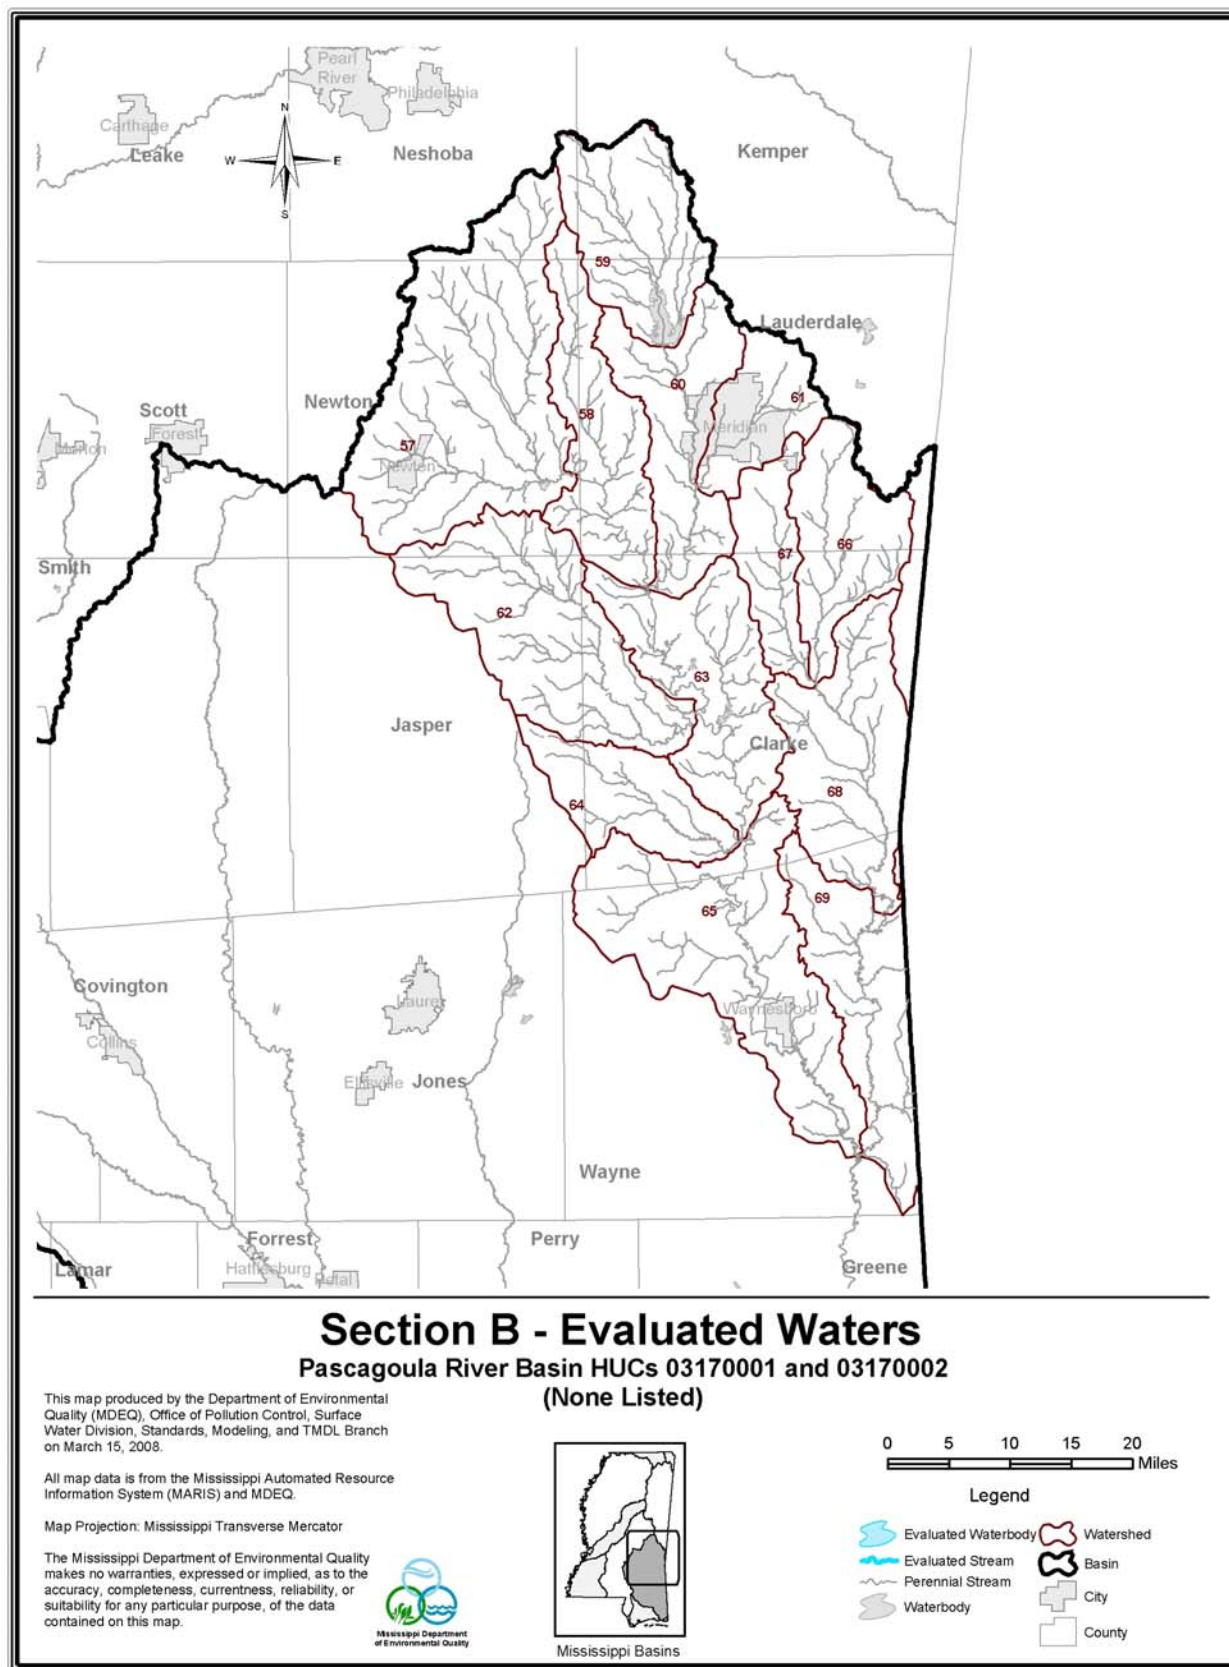 Pearl
River
Philadelphia
Carthage
Leake
N
W
E
S
Neshoba
Kemper
59
Lauderdale
60
61
Newton
Scott
Forest
58
Meridian
Morton
57
Newton
67
66
Smith
62
63
Jasper
Clarke
64
68
65
69
Covington
Laurel
Waynesboro
Collins
Ellisville
Jones
Wayne
Forrest
Perry
Hattiesburg
Petal
Lamar
Greene
Section B - Evaluated Waters
Pascagoula River Basin HUCs 03170001 and 03170002
(None Listed)
This map produced by the Department of Environmental
Quality (MDEQ), Office of Pollution Control, Surface
Water Division, Standards, Modeling, and TMDL Branch
on March 15, 2008.
All map data is from the Mississippi Automated Resource
Information System (MARIS) and MDEQ.
Map Projection: Mississippi Transverse Mercator
The Mississippi Department of Environmental Quality
makes no warranties, expressed or implied, as to the
accuracy, completeness, currentness, reliability, or
suitability for any particular purpose, of the data
contained on this map.
Mississippi Department
of Environmental Quality
Mississippi Basins
0 5 10 15 20
Miles
Legend
Evaluated Waterbody
Evaluated Stream
Perennial Stream
Waterbody
Watershed
Basin
City
County